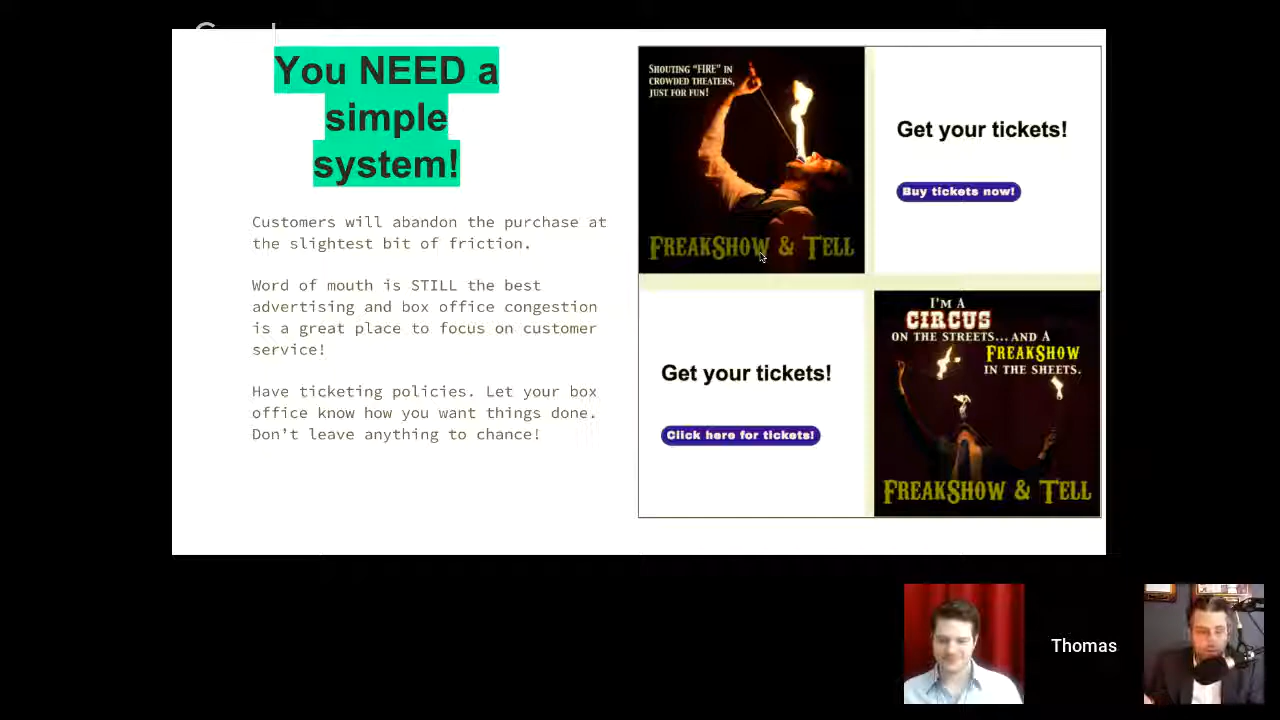 You NEED a
simple
system!
Customers will abandon the purchase at
the slightest bit of friction.
Word of mouth is STILL the best
advertising and box office congestion
is a great place to focus on customer
service!
Have ticketing policies. Let your box
office know how you want things done.
Don't leave anything to chance!
SHOUTING "FIRE" IN
CROWDED THEATERS,
JUST FOR FUN!
FREAKSHOW & TELL
Get your tickets!
Buy tickets now!
Get your tickets!
Click here for tickets!
I'M A
CIRCUS
ON THE STREETS...AND A
FREAKSHOW
IN THE SHEETS.
FREAKSHOW & TELL
Thomas